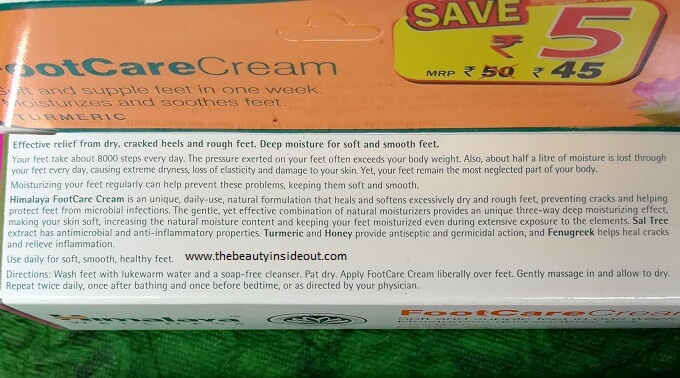 SAVE
₹ 5
MRP ₹ 50 ₹ 45
FootCareCream
Soft and supple feet in one week.
Moisturizes and soothes feet.
TURMERIC
Effective relief from dry, cracked heels and rough feet. Deep moisture for soft and smooth feet.
Your feet take about 8000 steps every day. The pressure exerted on your feet often exceeds your body weight. Also, about half a litre of moisture is lost through
your feet every day, causing extreme dryness, loss of elasticity and damage to your skin. Yet, your feet remain the most neglected part of your body.
Moisturizing your feet regularly can help prevent these problems, keeping them soft and smooth.
Himalaya FootCare Cream is an unique, daily-use, natural formulation that heals and softens excessively dry and rough feet, preventing cracks and helping
protect feet from microbial infections. The gentle, yet effective combination of natural moisturizers provides an unique three-way deep moisturizing effect,
making your skin soft, increasing the natural moisture content and keeping your feet moisturized even during extensive exposure to the elements. Sal Tree
extract has antimicrobial and anti-inflammatory properties. Turmeric and Honey provide antiseptic and germicidal action, and Fenugreek helps heal cracks
and relieve inflammation.
Use daily for soft, smooth, healthy feet.
www.thebeautyinsideout.com
Directions: Wash feet with lukewarm water and a soap-free cleanser. Pat dry. Apply FootCare Cream liberally over feet. Gently massage in and allow to dry.
Repeat twice daily, once after bathing and once before bedtime, or as directed by your physician.
Himalaya
WELLNESS
FootCareCream
Soft and supple feet in one week